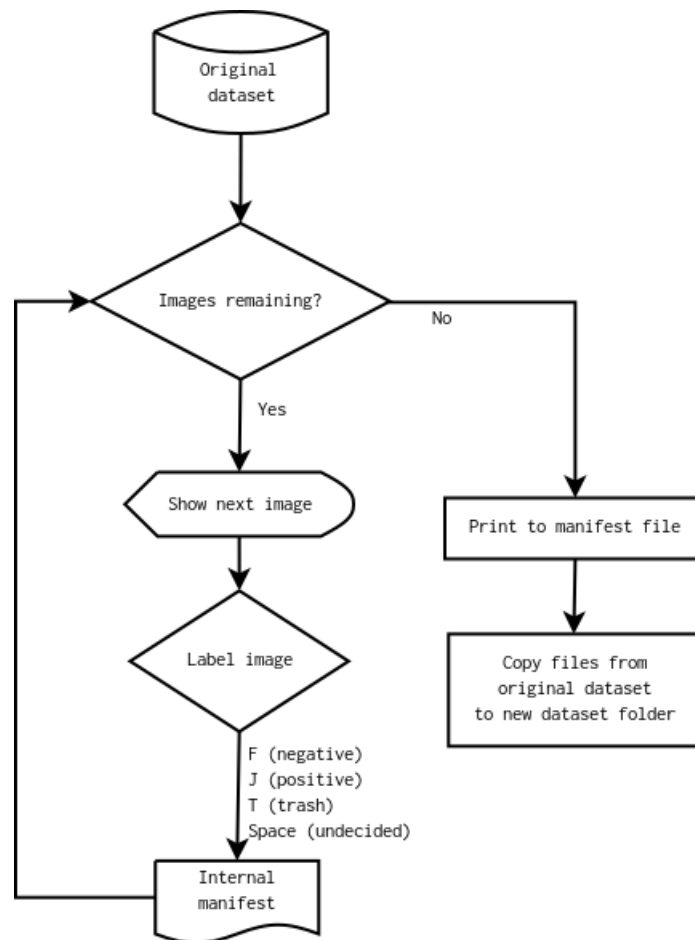 Original
dataset
Images remaining?
No
Yes
Show next image
Print to manifest file
Label image
Copy files from
original dataset
to new dataset folder
F (negative)
J (positive)
T (trash)
Space (undecided)
Internal
manifest